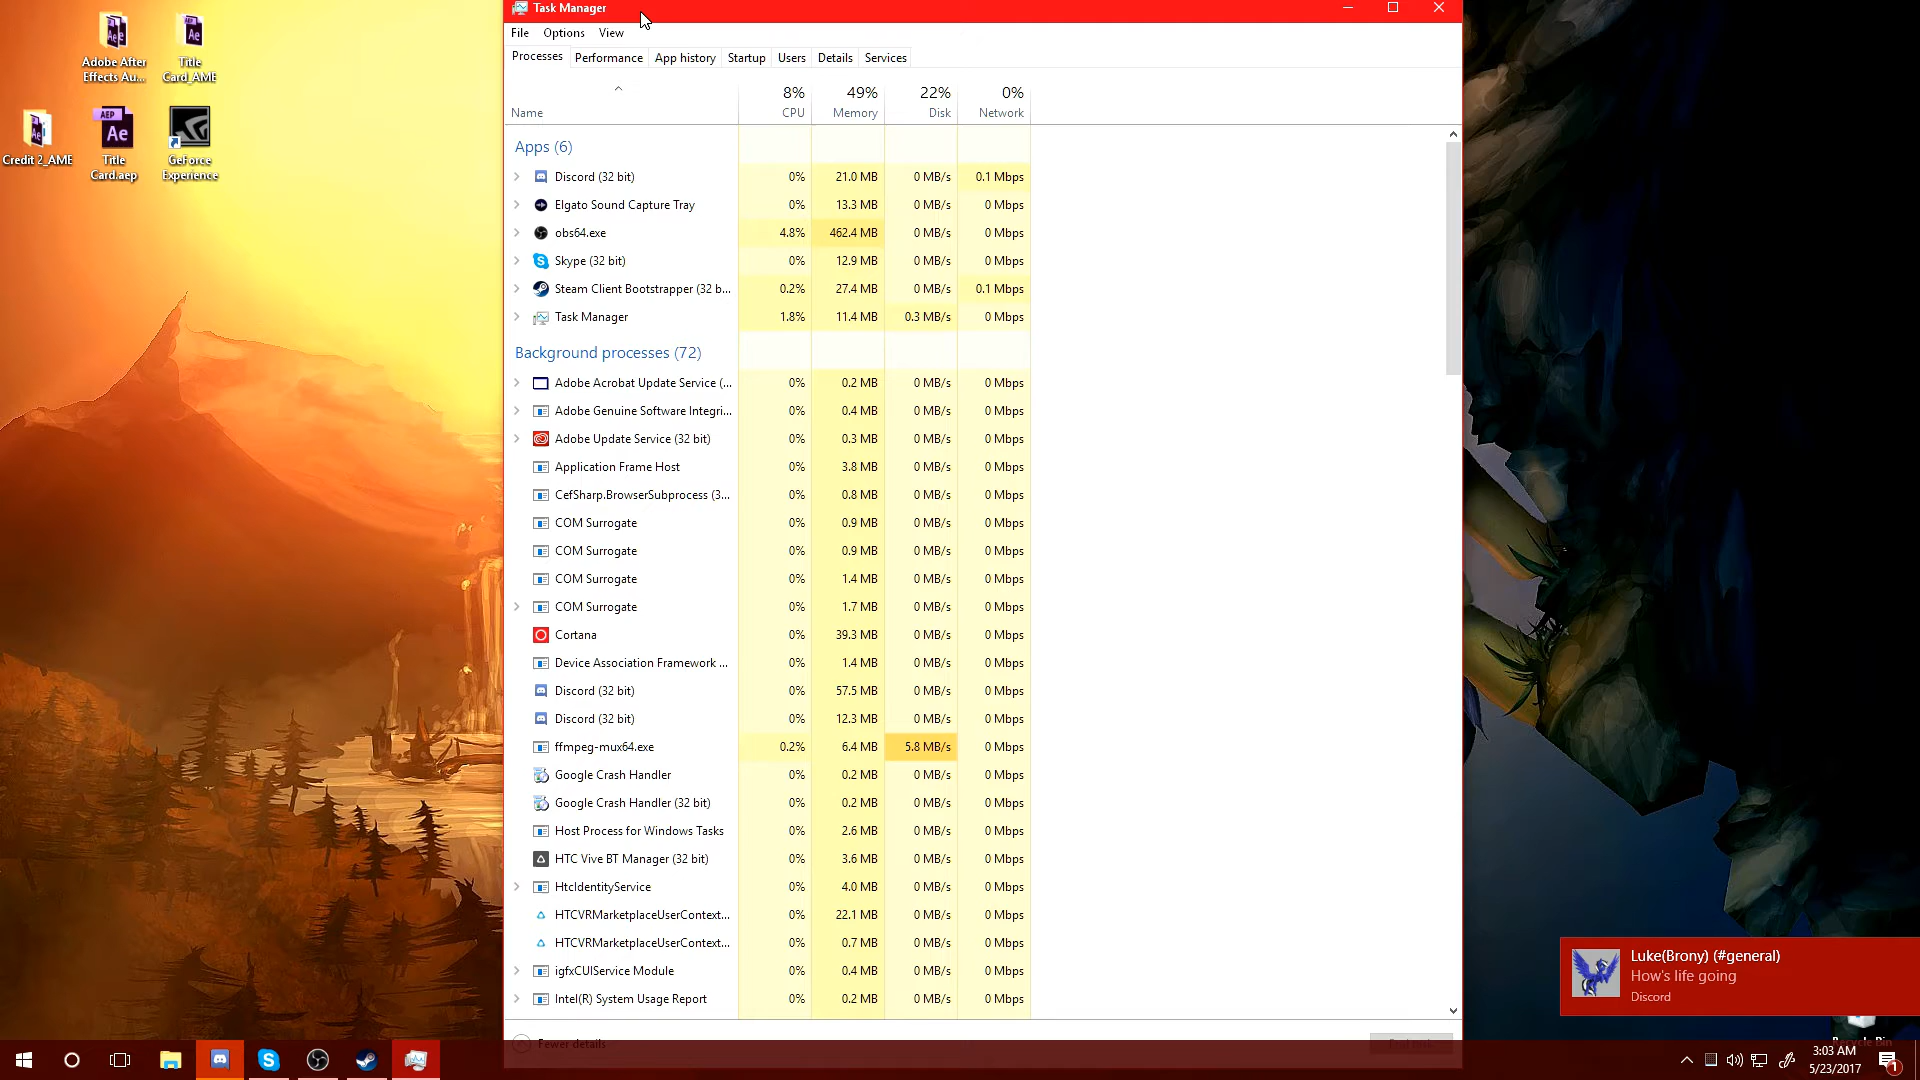 Adobe After
Effects Au...
Title
Card_AME
Credit 2_AME
Title
Card.aep
GeForce
Experience
Task Manager
File Options View
Processes Performance App history Startup Users Details Services
8% 49% 22% 0%
Name CPU Memory Disk Network
Apps (6)
Discord (32 bit) 0% 21.0 MB 0 MB/s 0.1 Mbps
Elgato Sound Capture Tray 0% 13.3 MB 0 MB/s 0 Mbps
obs64.exe 4.8% 462.4 MB 0 MB/s 0 Mbps
Skype (32 bit) 0% 12.9 MB 0 MB/s 0 Mbps
Steam Client Bootstrapper (32 b... 0.2% 27.4 MB 0 MB/s 0.1 Mbps
Task Manager 1.8% 11.4 MB 0.3 MB/s 0 Mbps
Background processes (72)
Adobe Acrobat Update Service (... 0% 0.2 MB 0 MB/s 0 Mbps
Adobe Genuine Software Integri... 0% 0.4 MB 0 MB/s 0 Mbps
Adobe Update Service (32 bit) 0% 0.3 MB 0 MB/s 0 Mbps
Application Frame Host 0% 3.8 MB 0 MB/s 0 Mbps
CefSharp.BrowserSubprocess (3... 0% 0.8 MB 0 MB/s 0 Mbps
COM Surrogate 0% 0.9 MB 0 MB/s 0 Mbps
COM Surrogate 0% 0.9 MB 0 MB/s 0 Mbps
COM Surrogate 0% 1.4 MB 0 MB/s 0 Mbps
COM Surrogate 0% 1.7 MB 0 MB/s 0 Mbps
Cortana 0% 39.3 MB 0 MB/s 0 Mbps
Device Association Framework ... 0% 1.4 MB 0 MB/s 0 Mbps
Discord (32 bit) 0% 57.5 MB 0 MB/s 0 Mbps
Discord (32 bit) 0% 12.3 MB 0 MB/s 0 Mbps
ffmpeg-mux64.exe 0.2% 6.4 MB 5.8 MB/s 0 Mbps
Google Crash Handler 0% 0.2 MB 0 MB/s 0 Mbps
Google Crash Handler (32 bit) 0% 0.2 MB 0 MB/s 0 Mbps
Host Process for Windows Tasks 0% 2.6 MB 0 MB/s 0 Mbps
HTC Vive BT Manager (32 bit) 0% 3.6 MB 0 MB/s 0 Mbps
HtcIdentityService 0% 4.0 MB 0 MB/s 0 Mbps
HTCVRMarketplaceUserContext... 0% 22.1 MB 0 MB/s 0 Mbps
HTCVRMarketplaceUserContext... 0% 0.7 MB 0 MB/s 0 Mbps
igfxCUIService Module 0% 0.4 MB 0 MB/s 0 Mbps
Intel(R) System Usage Report 0% 0.2 MB 0 MB/s 0 Mbps
Fewer details
Luke(Brony) (#general)
How's life going
Discord
Recycle Bin
3:03 AM
5/23/2017
1